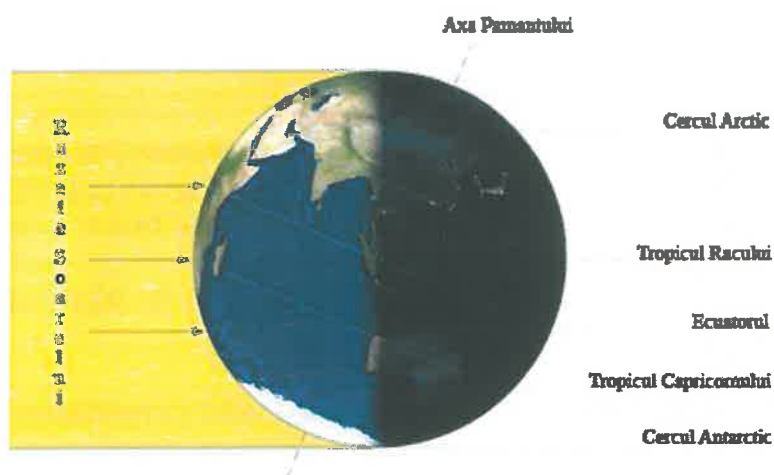 Axa Pamantului
Cercul Arctic
Razele Soarelui
Tropicul Racului
Ecuatorul
Tropicul Capricornului
Cercul Antarctic